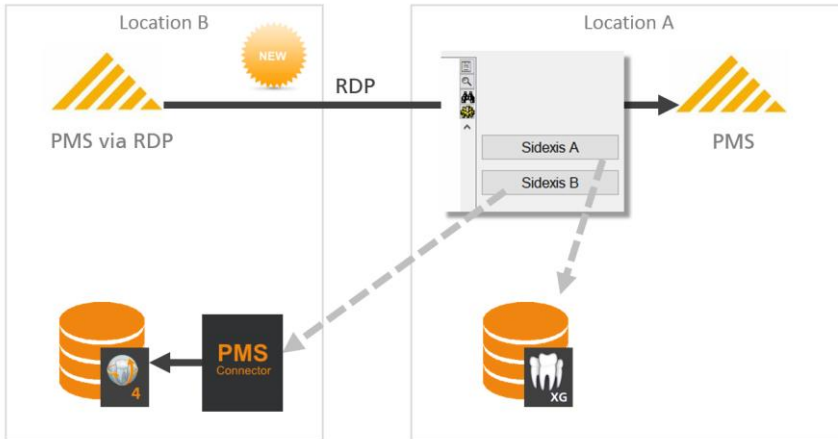 Location B
Location A
NEW
RDP
PMS via RDP
PMS
Sidexis A
Sidexis B
PMS
Connector
4
XG